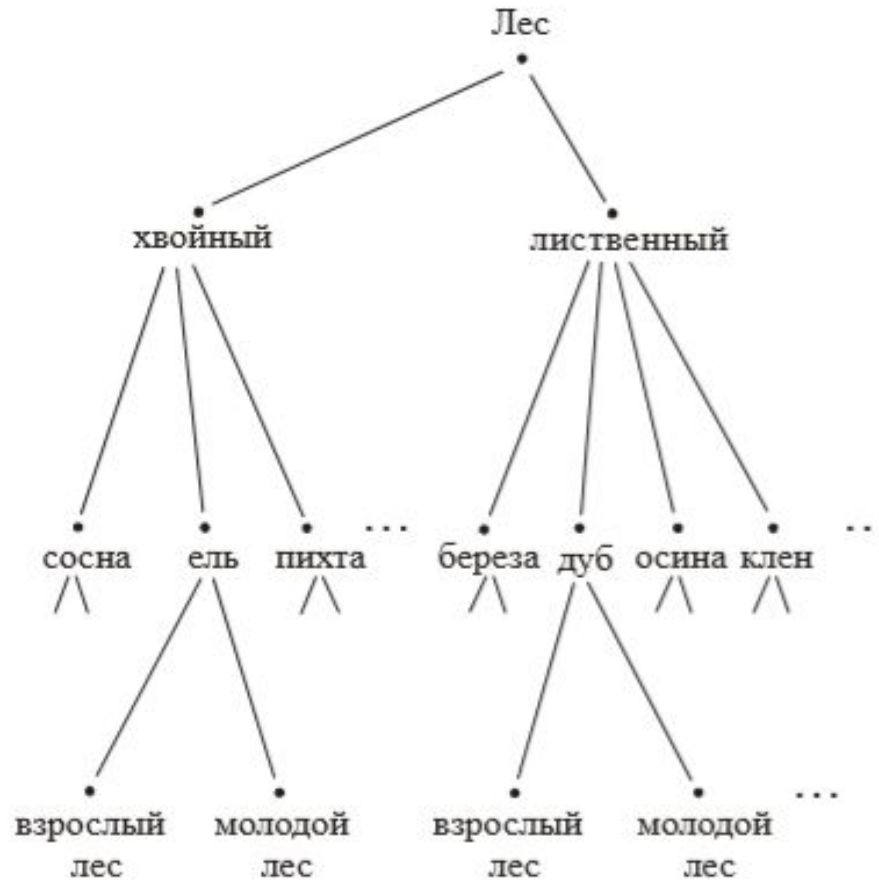 Лес
хвойный лиственный
сосна ель пихта ... береза дуб осина клен ..
взрослый молодой взрослый молодой ...
лес лес лес лес